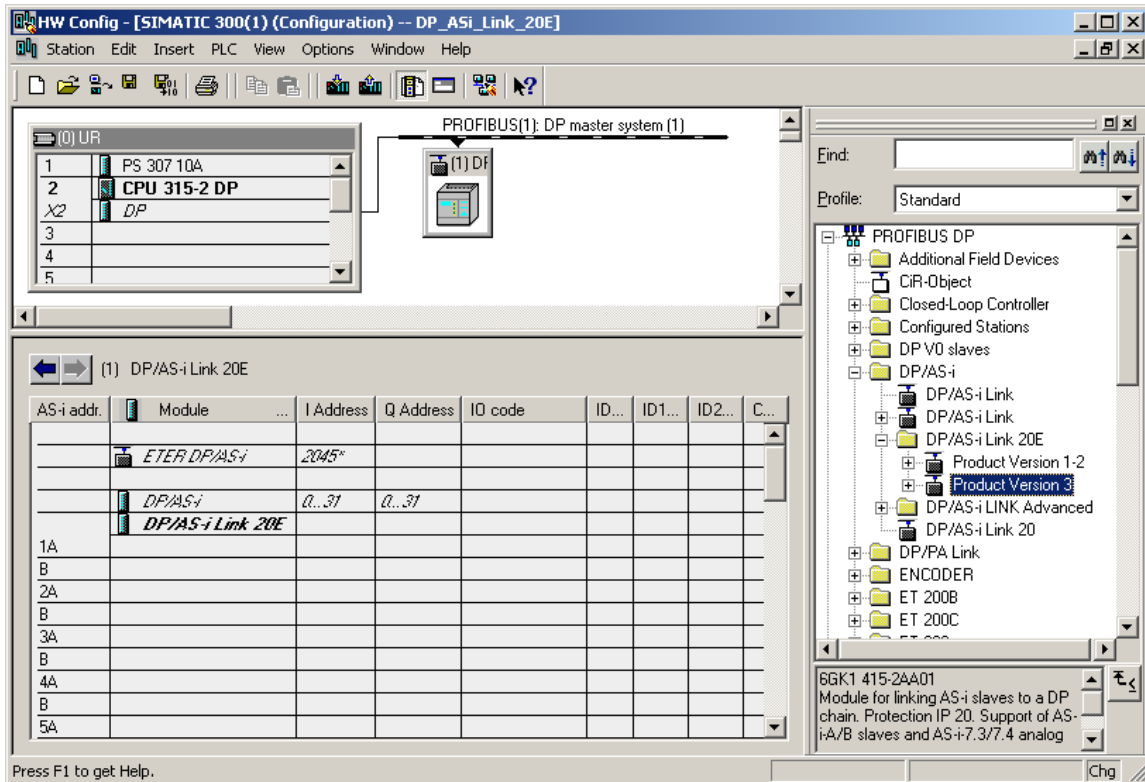 HW Config - [SIMATIC 300(1) (Configuration) -- DP_ASi_Link_20E]
Station Edit Insert PLC View Options Window Help
PROFIBUS(1): DP master system (1)
(0) UR
1 PS 307 10A
2 CPU 315-2 DP
X2 DP
3
4
5
(1) DP
Find:
Profile: Standard
PROFIBUS DP
Additional Field Devices
CiR-Object
Closed-Loop Controller
Configured Stations
DP V0 slaves
DP/AS-i
DP/AS-i Link
DP/AS-i Link
DP/AS-i Link 20E
Product Version 1-2
Product Version 3
DP/AS-i LINK Advanced
DP/AS-i Link 20
DP/PA Link
ENCODER
ET 200B
ET 200C
(1) DP/AS-i Link 20E
AS-i addr. Module ... I Address Q Address IO code ID... ID1... ID2... C...
ETER DP/AS-i 2045*
DP/AS-i 0...31 0...31
DP/AS-i Link 20E
1A
B
2A
B
3A
B
4A
B
5A
6GK1 415-2AA01
Module for linking AS-i slaves to a DP
chain. Protection IP 20. Support of AS-
i-A/B slaves and AS-i-7.3/7.4 analog
Press F1 to get Help.
Chg